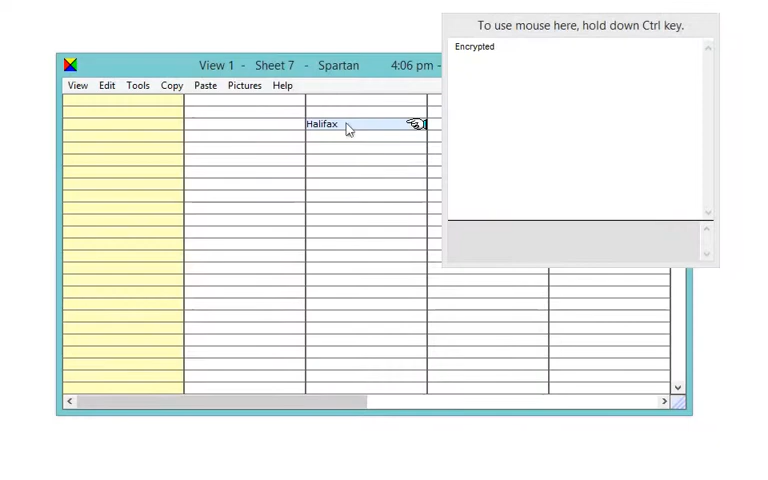 To use mouse here, hold down Ctrl key.
Encrypted
View 1 - Sheet 7 - Spartan 4:06 pm -
View Edit Tools Copy Paste Pictures Help
Halifax